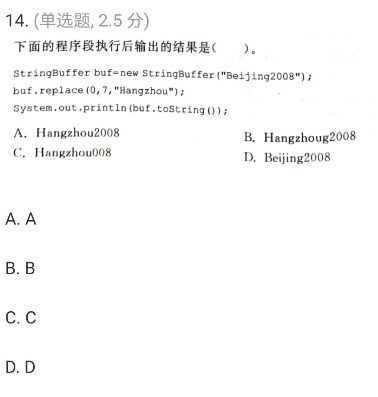 14. (单选题, 2.5 分)
下面的程序段执行后输出的结果是(    )。
StringBuffer buf=new StringBuffer("Beijing2008");
buf.replace(0,7,"Hangzhou");
System.out.println(buf.toString());
A. Hangzhou2008
B. Hangzhoug2008
C. Hangzhou008
D. Beijing2008
A. A
B. B
C. C
D. D